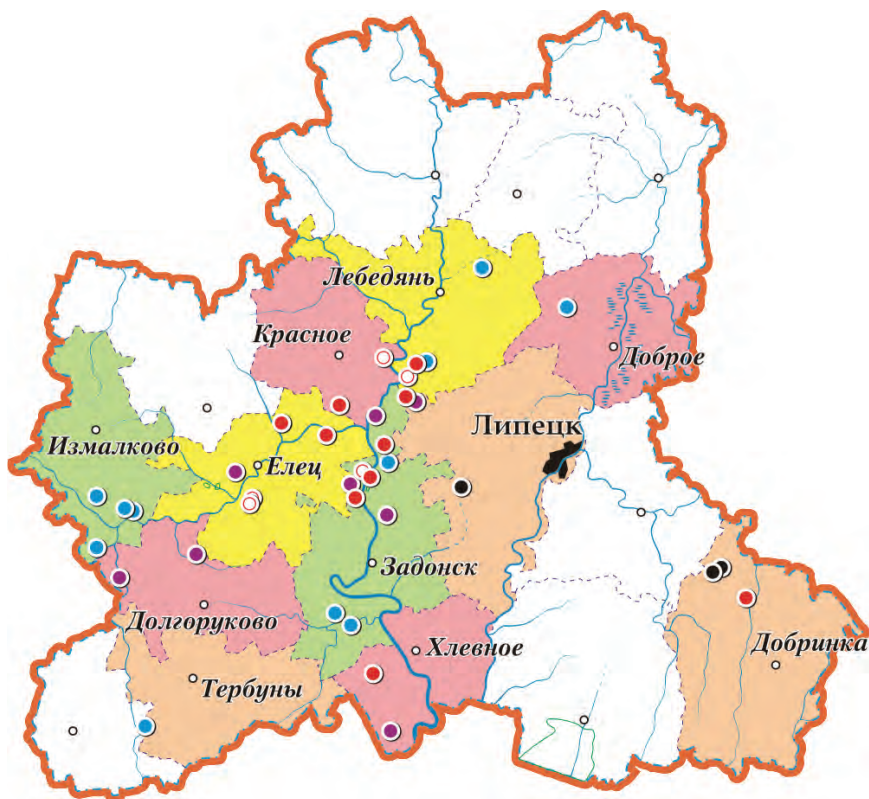 Лебедянь
Красное
Доброе
Измалково
Липецк
Елец
Задонск
Долгоруково
Хлевное
Добринка
Тербуны